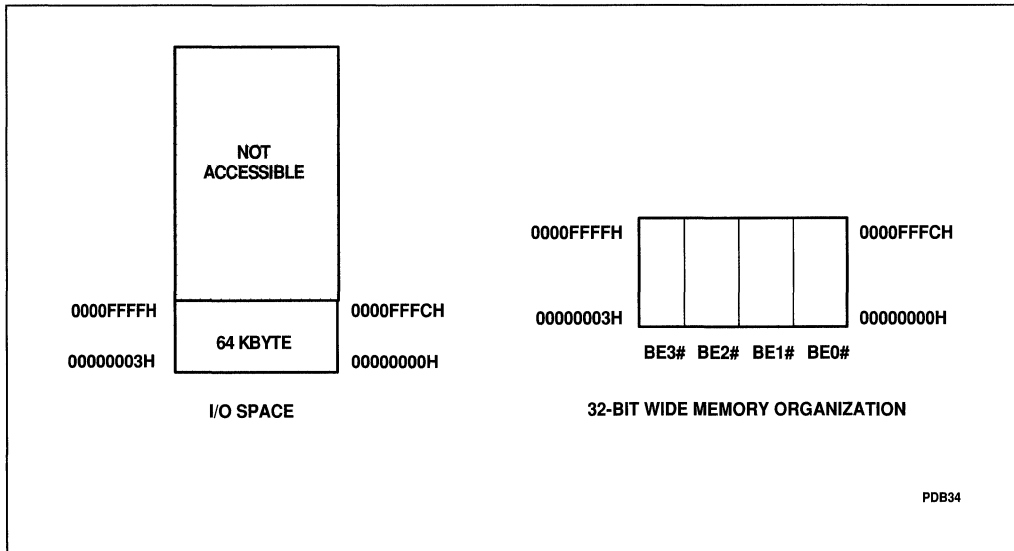 NOT
ACCESSIBLE
0000FFFFH
0000FFFCH
64 KBYTE
00000003H
00000000H
I/O SPACE
0000FFFFH
0000FFFCH
00000003H
00000000H
BE3# BE2# BE1# BE0#
32-BIT WIDE MEMORY ORGANIZATION
PDB34